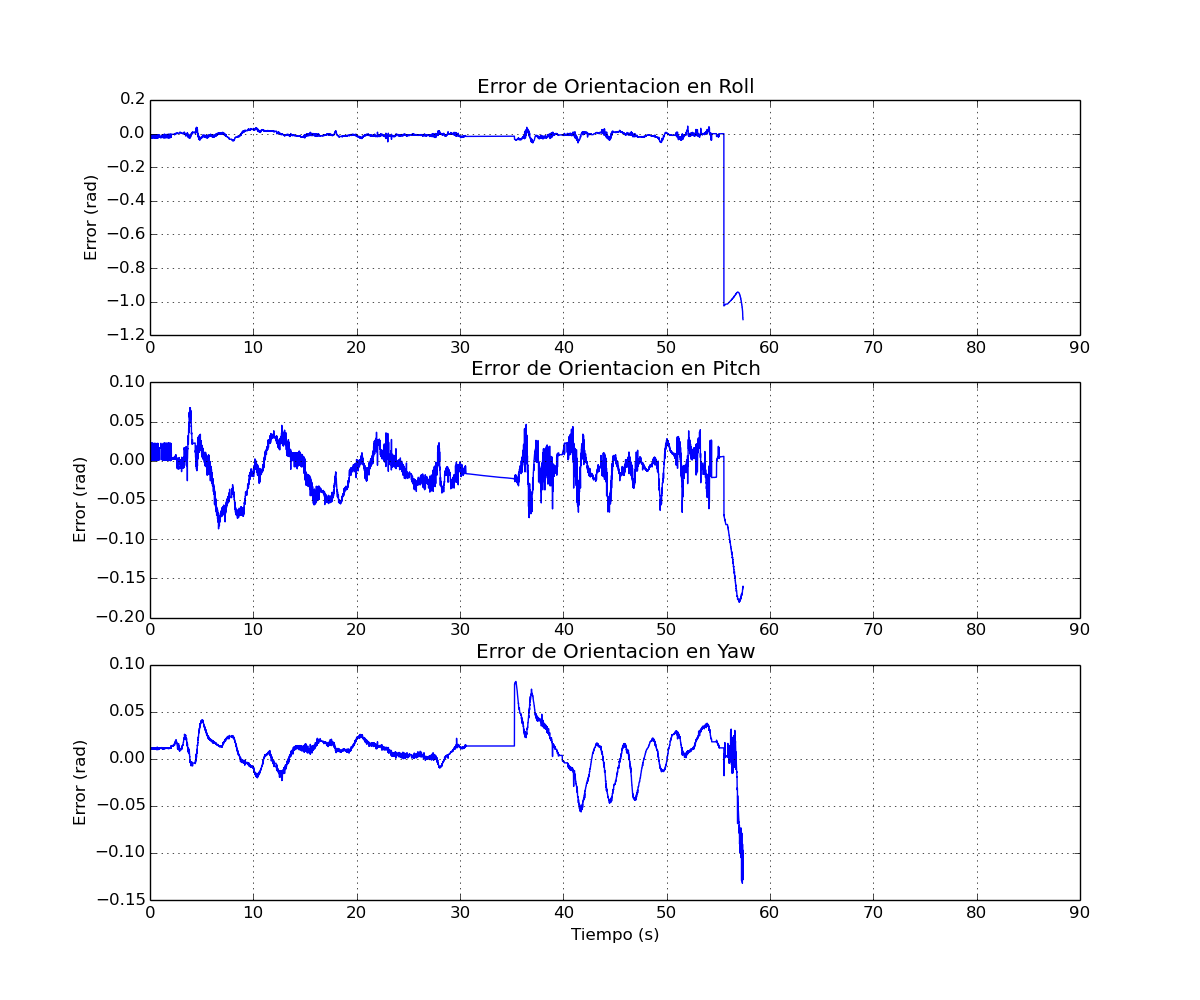 Error de Orientacion en Roll
0.2
0.0
−0.2
−0.4
−0.6
−0.8
−1.0
−1.2
Error (rad)
0 10 20 30 40 50 60 70 80 90
Error de Orientacion en Pitch
0.10
0.05
0.00
−0.05
−0.10
−0.15
−0.20
Error (rad)
0 10 20 30 40 50 60 70 80 90
Error de Orientacion en Yaw
0.10
0.05
0.00
−0.05
−0.10
−0.15
Error (rad)
0 10 20 30 40 50 60 70 80 90
Tiempo (s)